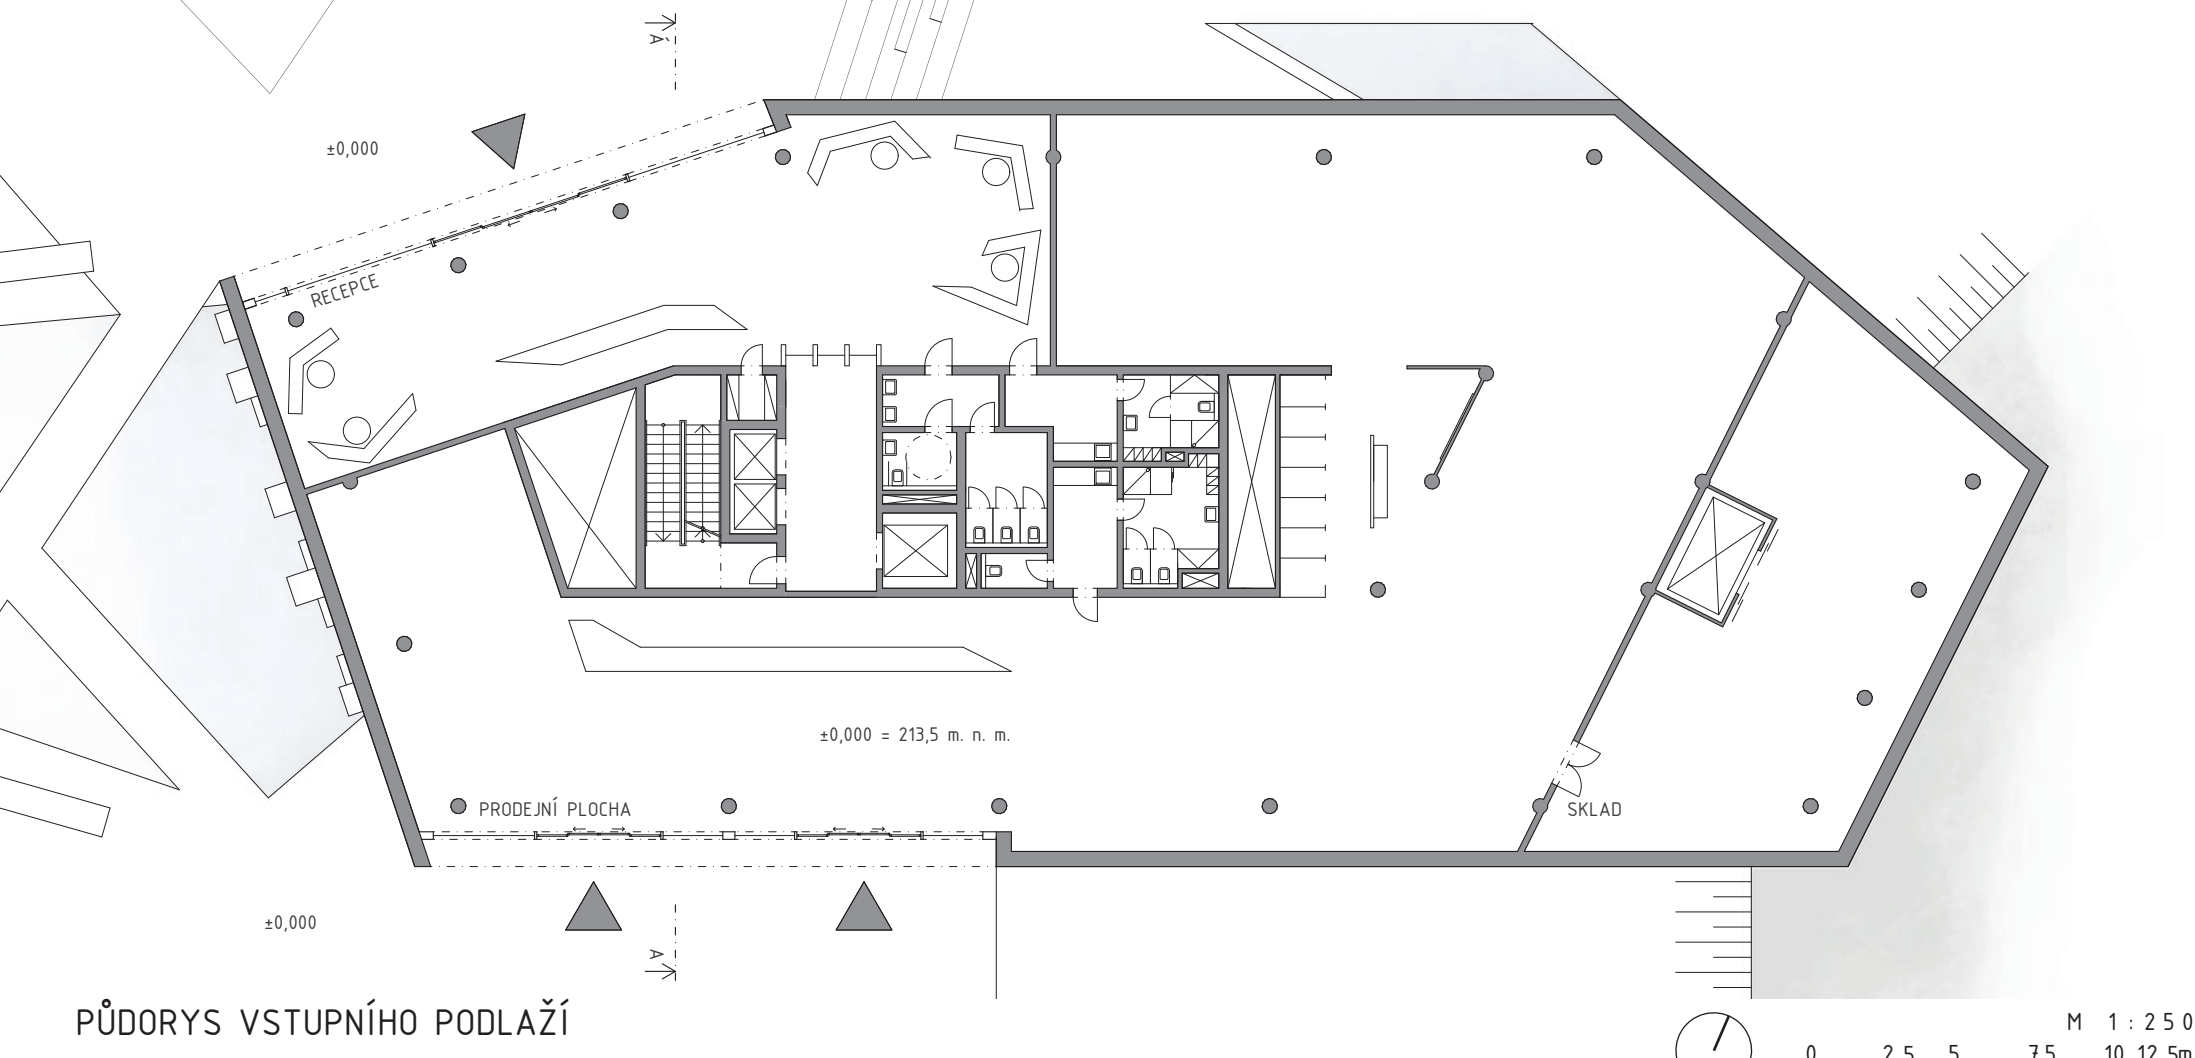 Á
±0,000
RECEPCE
±0,000 = 213,5 m. n. m.
PRODEJNÍ PLOCHA
SKLAD
±0,000
A
PŮDORYS VSTUPNÍHO PODLAŽÍ
M 1:250
0 2,5 5 7,5 10 12,5m